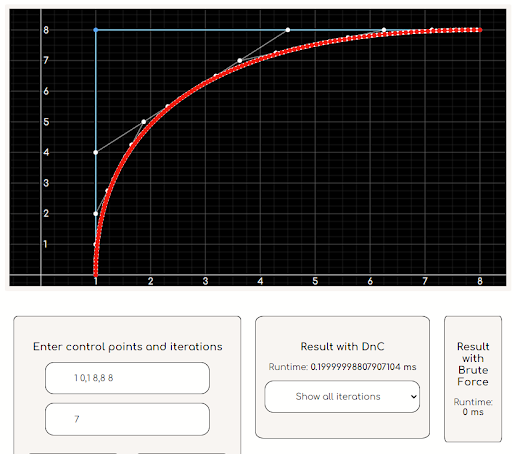 8
7
6
5
4
3
2
1
1 2 3 4 5 6 7 8
Enter control points and iterations
1 0,1 8,8 8
7
Result with DnC
Runtime: 0.19999998807907104 ms
Show all iterations
Result
with
Brute
Force
Runtime:
0 ms